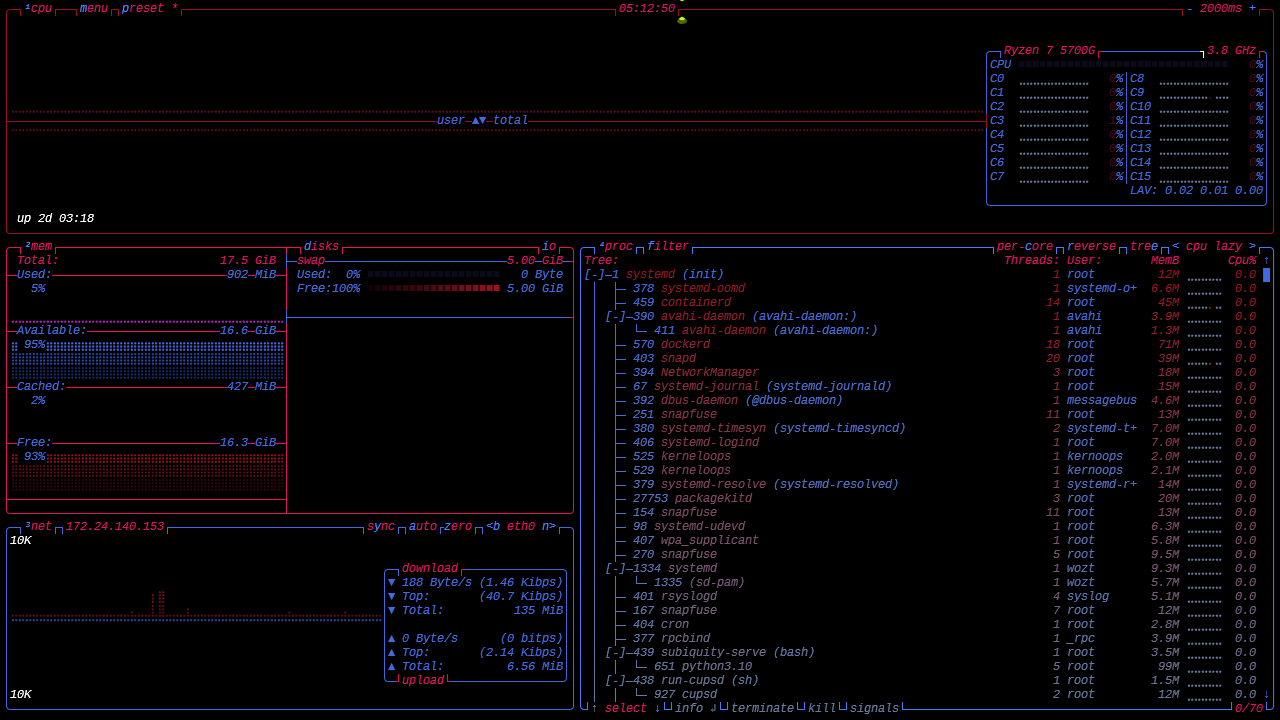 ¹cpu menu preset * 05:12:50 - 2000ms +
Ryzen 7 5700G 3.8 GHz
CPU 0%
C0 0% C8 0%
C1 0% C9 0%
C2 0% C10 0%
C3 1% C11 0%
C4 0% C12 0%
C5 0% C13 0%
C6 0% C14 0%
C7 0% C15 0%
LAV: 0.02 0.01 0.00
user ▲▼ total
up 2d 03:18
²mem
Total: 17.5 GiB
Used: 902 MiB
5%
Available: 16.6 GiB
95%
Cached: 427 MiB
2%
Free: 16.3 GiB
93%
disks io
swap 5.00 GiB
Used: 0% 0 Byte
Free:100% 5.00 GiB
³net 172.24.140.153 sync auto zero <b eth0 n>
10K
download
▼ 188 Byte/s (1.46 Kibps)
▼ Top: (40.7 Kibps)
▼ Total: 135 MiB
▲ 0 Byte/s (0 bitps)
▲ Top: (2.14 Kibps)
▲ Total: 6.56 MiB
upload
10K
⁴proc filter per-core reverse tree < cpu lazy >
Tree: Threads: User: MemB Cpu% ↑
[-]─1 systemd (init) 1 root 12M 0.0
├─ 378 systemd-oomd 1 systemd-o+ 6.6M 0.0
├─ 459 containerd 14 root 45M 0.0
[-]─390 avahi-daemon (avahi-daemon:) 1 avahi 3.9M 0.0
└─ 411 avahi-daemon (avahi-daemon:) 1 avahi 1.3M 0.0
├─ 570 dockerd 18 root 71M 0.0
├─ 403 snapd 20 root 39M 0.0
├─ 394 NetworkManager 3 root 18M 0.0
├─ 67 systemd-journal (systemd-journald) 1 root 15M 0.0
├─ 392 dbus-daemon (@dbus-daemon) 1 messagebus 4.6M 0.0
├─ 251 snapfuse 11 root 13M 0.0
├─ 380 systemd-timesyn (systemd-timesyncd) 2 systemd-t+ 7.0M 0.0
├─ 406 systemd-logind 1 root 7.0M 0.0
├─ 525 kerneloops 1 kernoops 2.0M 0.0
├─ 529 kerneloops 1 kernoops 2.1M 0.0
├─ 379 systemd-resolve (systemd-resolved) 1 systemd-r+ 14M 0.0
├─ 27753 packagekitd 3 root 20M 0.0
├─ 154 snapfuse 11 root 13M 0.0
├─ 98 systemd-udevd 1 root 6.3M 0.0
├─ 407 wpa_supplicant 1 root 5.8M 0.0
├─ 270 snapfuse 5 root 9.5M 0.0
[-]─1334 systemd 1 wozt 9.3M 0.0
└─ 1335 (sd-pam) 1 wozt 5.7M 0.0
├─ 401 rsyslogd 4 syslog 5.1M 0.0
├─ 167 snapfuse 7 root 12M 0.0
├─ 404 cron 1 root 2.8M 0.0
├─ 377 rpcbind 1 _rpc 3.9M 0.0
[-]─439 subiquity-serve (bash) 1 root 3.5M 0.0
└─ 651 python3.10 5 root 99M 0.0
[-]─438 run-cupsd (sh) 1 root 1.5M 0.0
└─ 927 cupsd 2 root 12M 0.0 ↓
↑ select ↓ info ↲ terminate kill signals 0/70